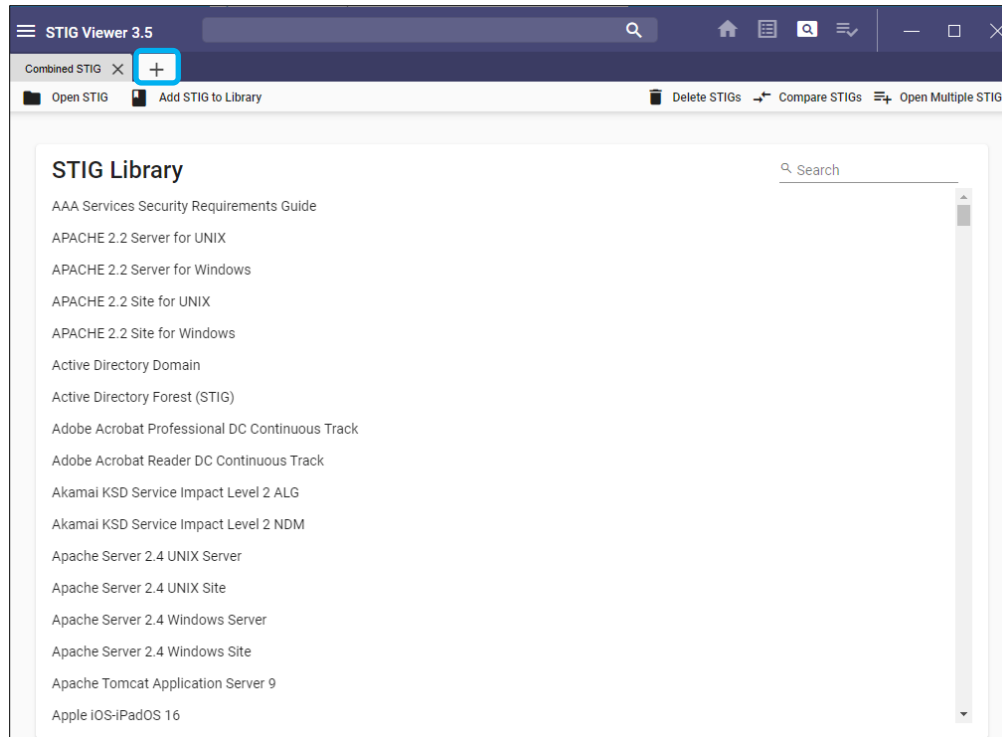 STIG Viewer 3.5
Combined STIG
Open STIG Add STIG to Library Delete STIGs Compare STIGs Open Multiple STIG
STIG Library
Search
AAA Services Security Requirements Guide
APACHE 2.2 Server for UNIX
APACHE 2.2 Server for Windows
APACHE 2.2 Site for UNIX
APACHE 2.2 Site for Windows
Active Directory Domain
Active Directory Forest (STIG)
Adobe Acrobat Professional DC Continuous Track
Adobe Acrobat Reader DC Continuous Track
Akamai KSD Service Impact Level 2 ALG
Akamai KSD Service Impact Level 2 NDM
Apache Server 2.4 UNIX Server
Apache Server 2.4 UNIX Site
Apache Server 2.4 Windows Server
Apache Server 2.4 Windows Site
Apache Tomcat Application Server 9
Apple iOS-iPadOS 16